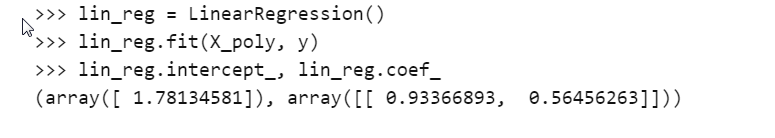 >>> lin_reg = LinearRegression()
>>> lin_reg.fit(X_poly, y)
>>> lin_reg.intercept_, lin_reg.coef_
(array([ 1.78134581]), array([[ 0.93366893,  0.56456263]]))